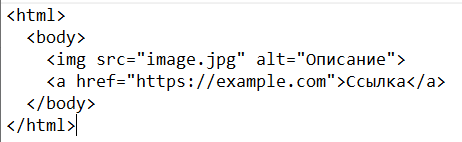 <html>
  <body>
    <img src="image.jpg" alt="Описание">
    <a href="https://example.com">Ссылка</a>
  </body>
</html>